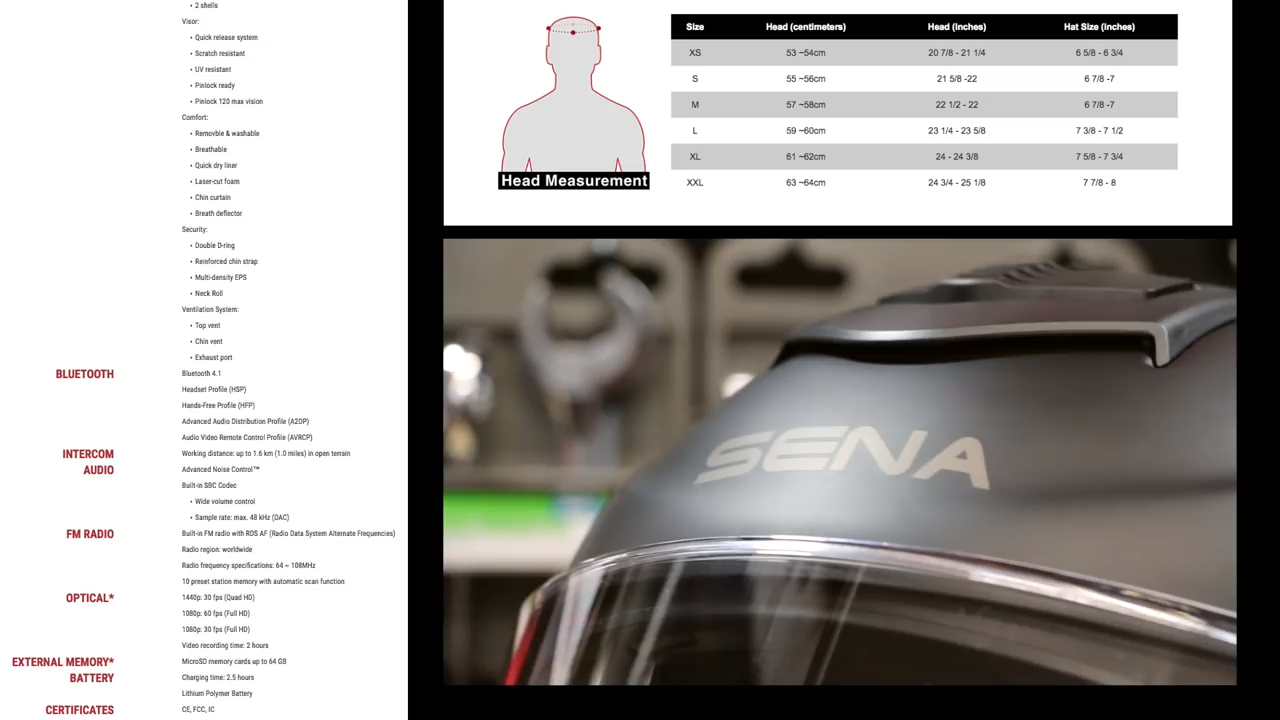 • 2 shells
Visor:
• Quick release system
• Scratch resistant
• UV resistant
• Pinlock ready
• Pinlock 120 max vision
Comfort:
• Removble & washable
• Breathable
• Quick dry liner
• Laser-cut foam
• Chin curtain
• Breath deflector
Security:
• Double D-ring
• Reinforced chin strap
• Multi-density EPS
• Neck Roll
Ventilation System:
• Top vent
• Chin vent
• Exhaust port
BLUETOOTH Bluetooth 4.1
Headset Profile (HSP)
Hands-Free Profile (HFP)
Advanced Audio Distribution Profile (A2DP)
Audio Video Remote Control Profile (AVRCP)
INTERCOM Working distance: up to 1.6 km (1.0 miles) in open terrain
AUDIO Advanced Noise Control™
Built-in SBC Codec
• Wide volume control
• Sample rate: max. 48 kHz (DAC)
FM RADIO Built-in FM radio with RDS AF (Radio Data System Alternate Frequencies)
Radio region: worldwide
Radio frequency specifications: 64 ~ 108MHz
10 preset station memory with automatic scan function
OPTICAL* 1440p: 30 fps (Quad HD)
1080p: 60 fps (Full HD)
1080p: 30 fps (Full HD)
Video recording time: 2 hours
EXTERNAL MEMORY* MicroSD memory cards up to 64 GB
BATTERY Charging time: 2.5 hours
Lithium Polymer Battery
CERTIFICATES CE, FCC, IC
Head Measurement
Size Head (centimeters) Head (Inches) Hat Size (Inches)
XS 53 ~54cm 20 7/8 - 21 1/4 6 5/8 - 6 3/4
S 55 ~56cm 21 5/8 -22 6 7/8 -7
M 57 ~58cm 22 1/2 - 22 6 7/8 -7
L 59 ~60cm 23 1/4 - 23 5/8 7 3/8 - 7 1/2
XL 61 ~62cm 24 - 24 3/8 7 5/8 - 7 3/4
XXL 63 ~64cm 24 3/4 - 25 1/8 7 7/8 - 8
SENA